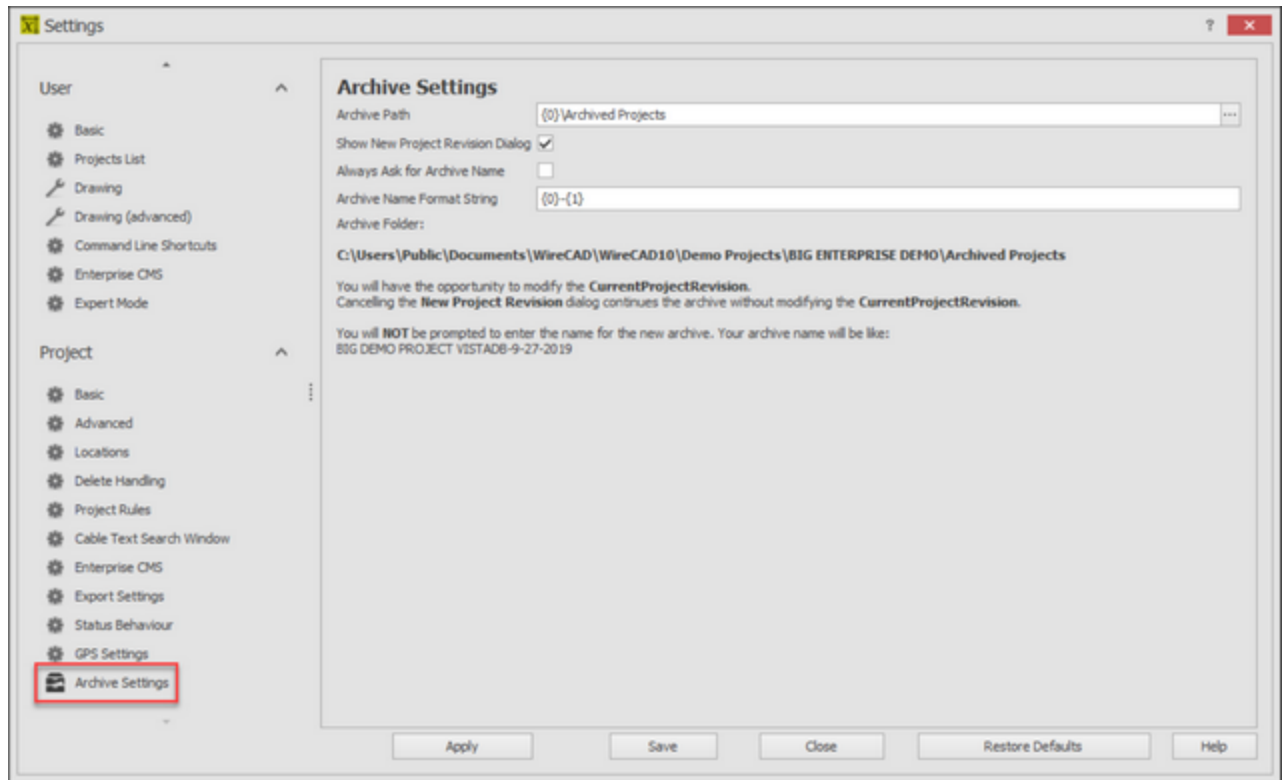 Settings
?
User
Basic
Projects List
Drawing
Drawing (advanced)
Command Line Shortcuts
Enterprise CMS
Expert Mode
Project
Basic
Advanced
Locations
Delete Handling
Project Rules
Cable Text Search Window
Enterprise CMS
Export Settings
Status Behaviour
GPS Settings
Archive Settings
Archive Settings
Archive Path {0}\Archived Projects ...
Show New Project Revision Dialog
Always Ask for Archive Name
Archive Name Format String {0}-{1}
Archive Folder:
C:\Users\Public\Documents\WireCAD\WireCAD10\Demo Projects\BIG ENTERPRISE DEMO\Archived Projects
You will have the opportunity to modify the CurrentProjectRevision.
Cancelling the New Project Revision dialog continues the archive without modifying the CurrentProjectRevision.
You will NOT be prompted to enter the name for the new archive. Your archive name will be like:
BIG DEMO PROJECT VISTADB-9-27-2019
Apply Save Close Restore Defaults Help